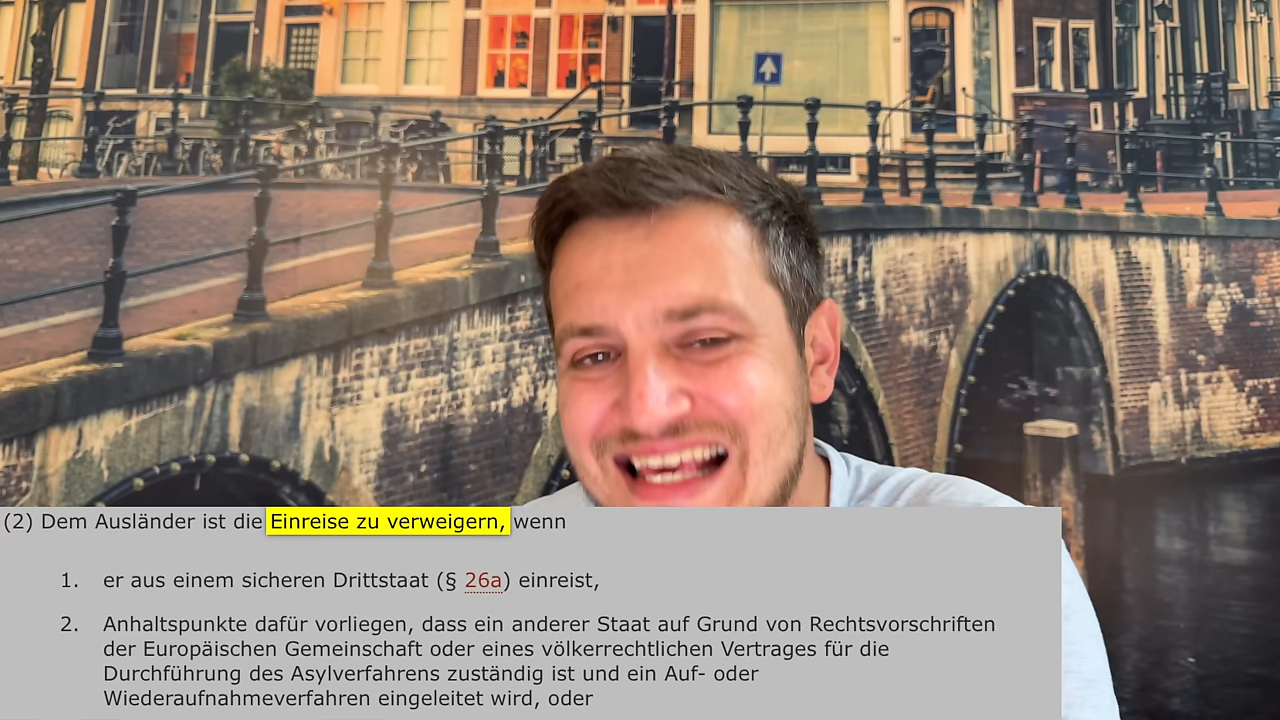 (2) Dem Ausländer ist die Einreise zu verweigern, wenn
1. er aus einem sicheren Drittstaat (§ 26a) einreist,
2. Anhaltspunkte dafür vorliegen, dass ein anderer Staat auf Grund von Rechtsvorschriften
der Europäischen Gemeinschaft oder eines völkerrechtlichen Vertrages für die
Durchführung des Asylverfahrens zuständig ist und ein Auf- oder
Wiederaufnahmeverfahren eingeleitet wird, oder